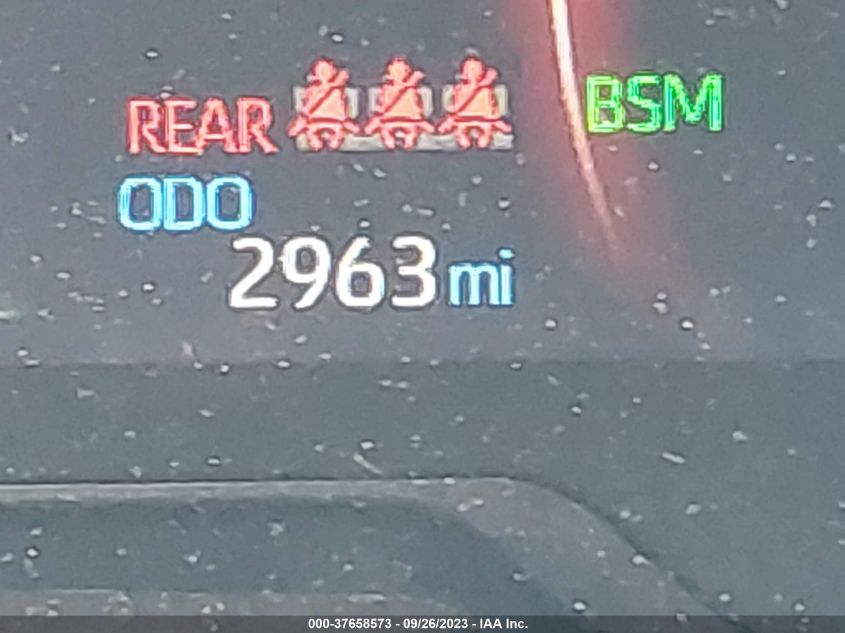 REAR BSM
ODO
2963 mi
000-37658573 - 09/26/2023 - IAA Inc.